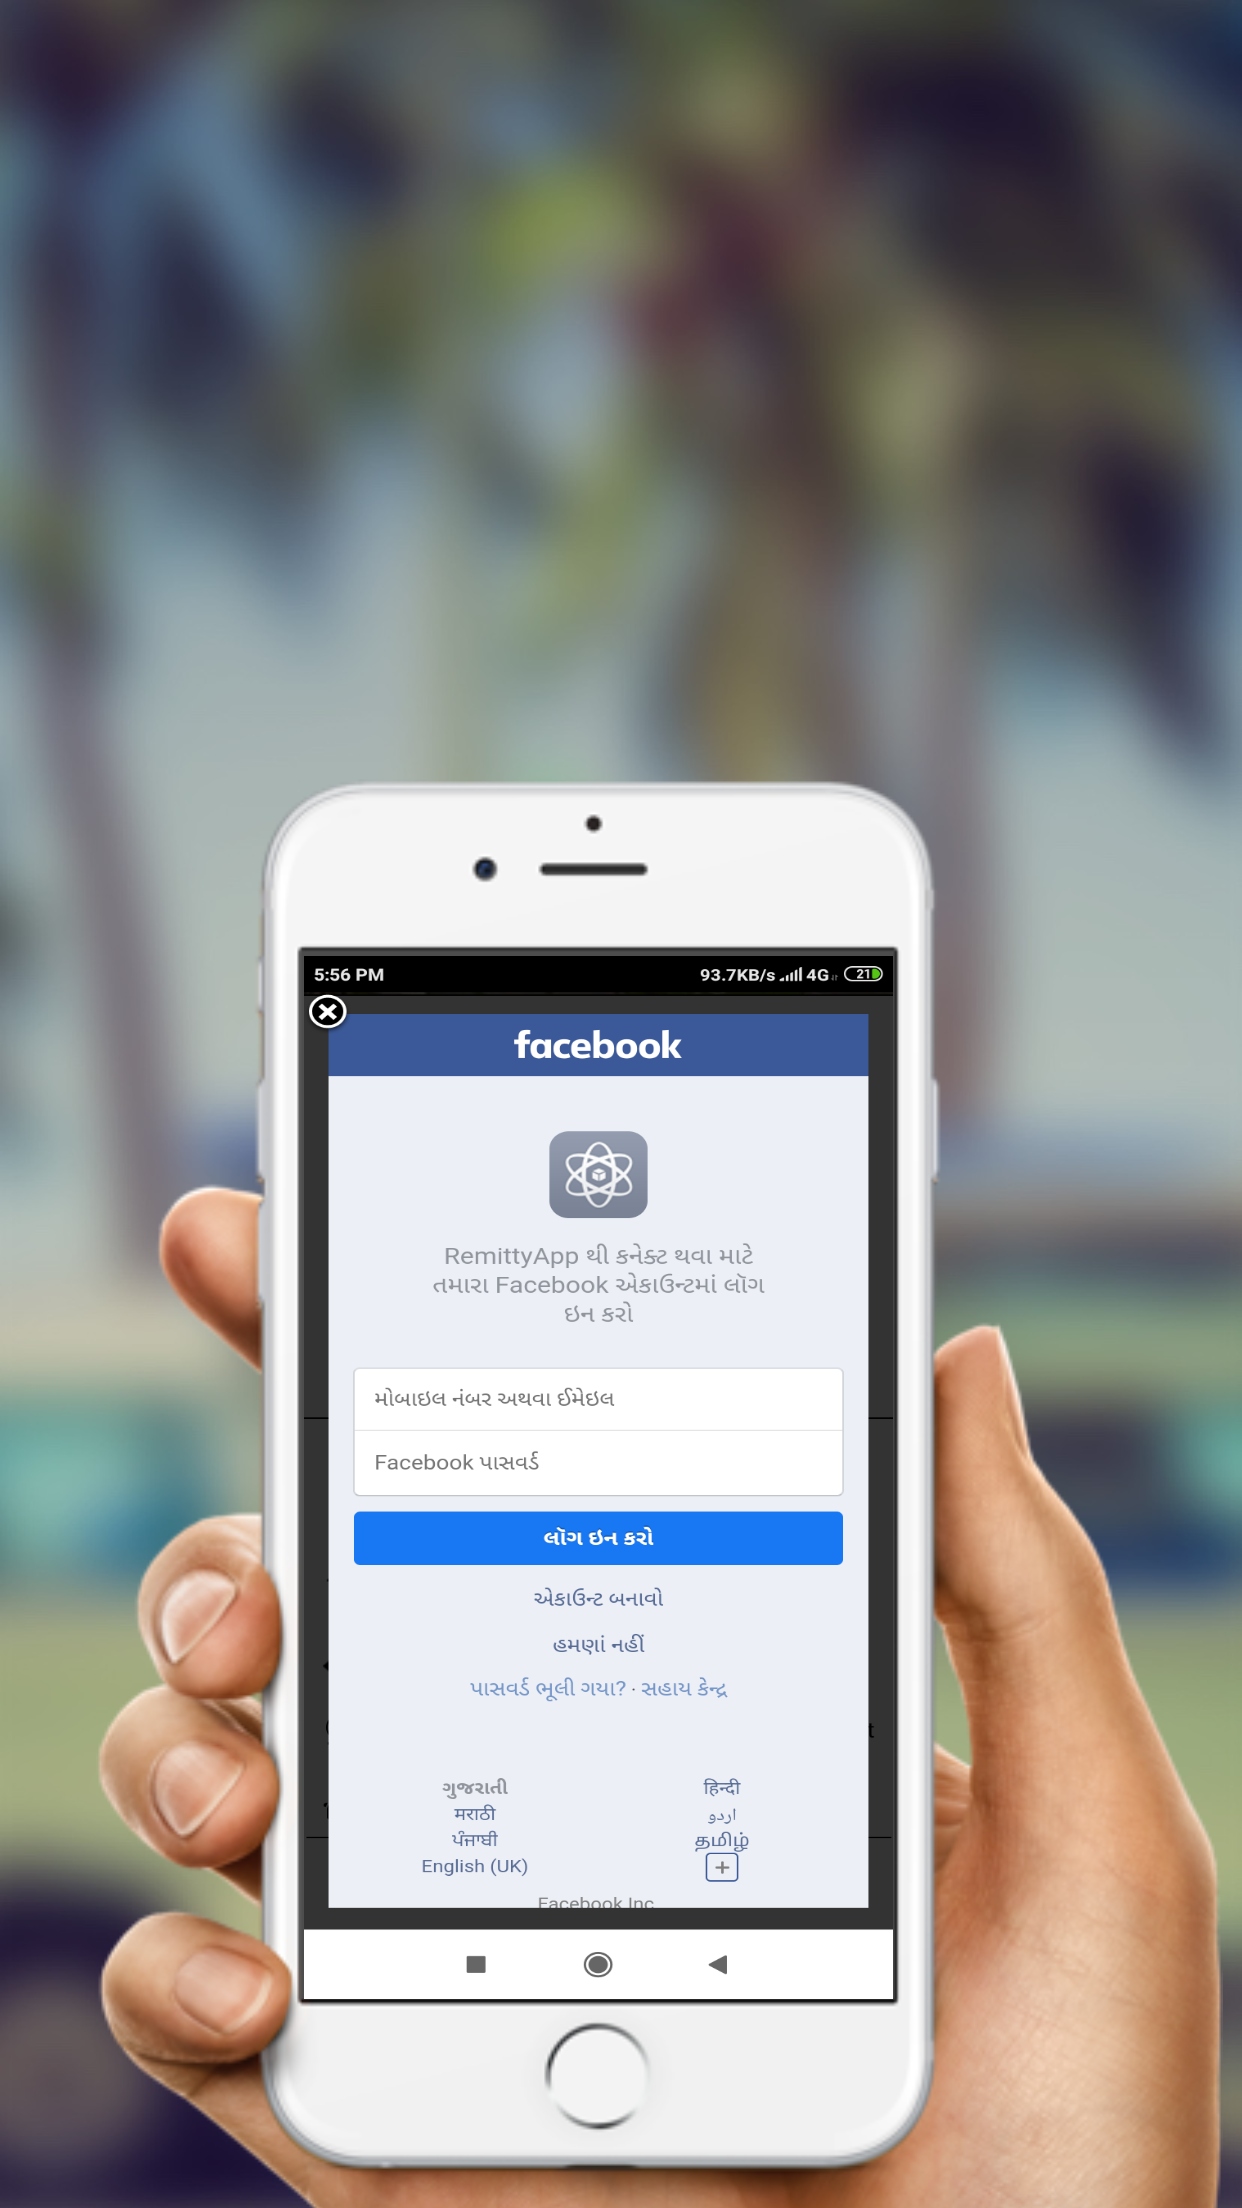 5:56 PM 93.7KB/s 4G 21
facebook
RemittyApp થી કનેક્ટ થવા માટે
તમારા Facebook એકાઉન્ટમાં લૉગ
ઇન કરો
મોબાઇલ નંબર અથવા ઈમેઇલ
Facebook પાસવર્ડ
લૉગ ઇન કરો
એકાઉન્ટ બનાવો
હમણાં નહીં
પાસવર્ડ ભૂલી ગયા? · સહાય કેન્દ્ર
ગુજરાતી हिन्दी
मराठी اردو
ਪੰਜਾਬੀ தமிழ்
English (UK) +
Facebook Inc.